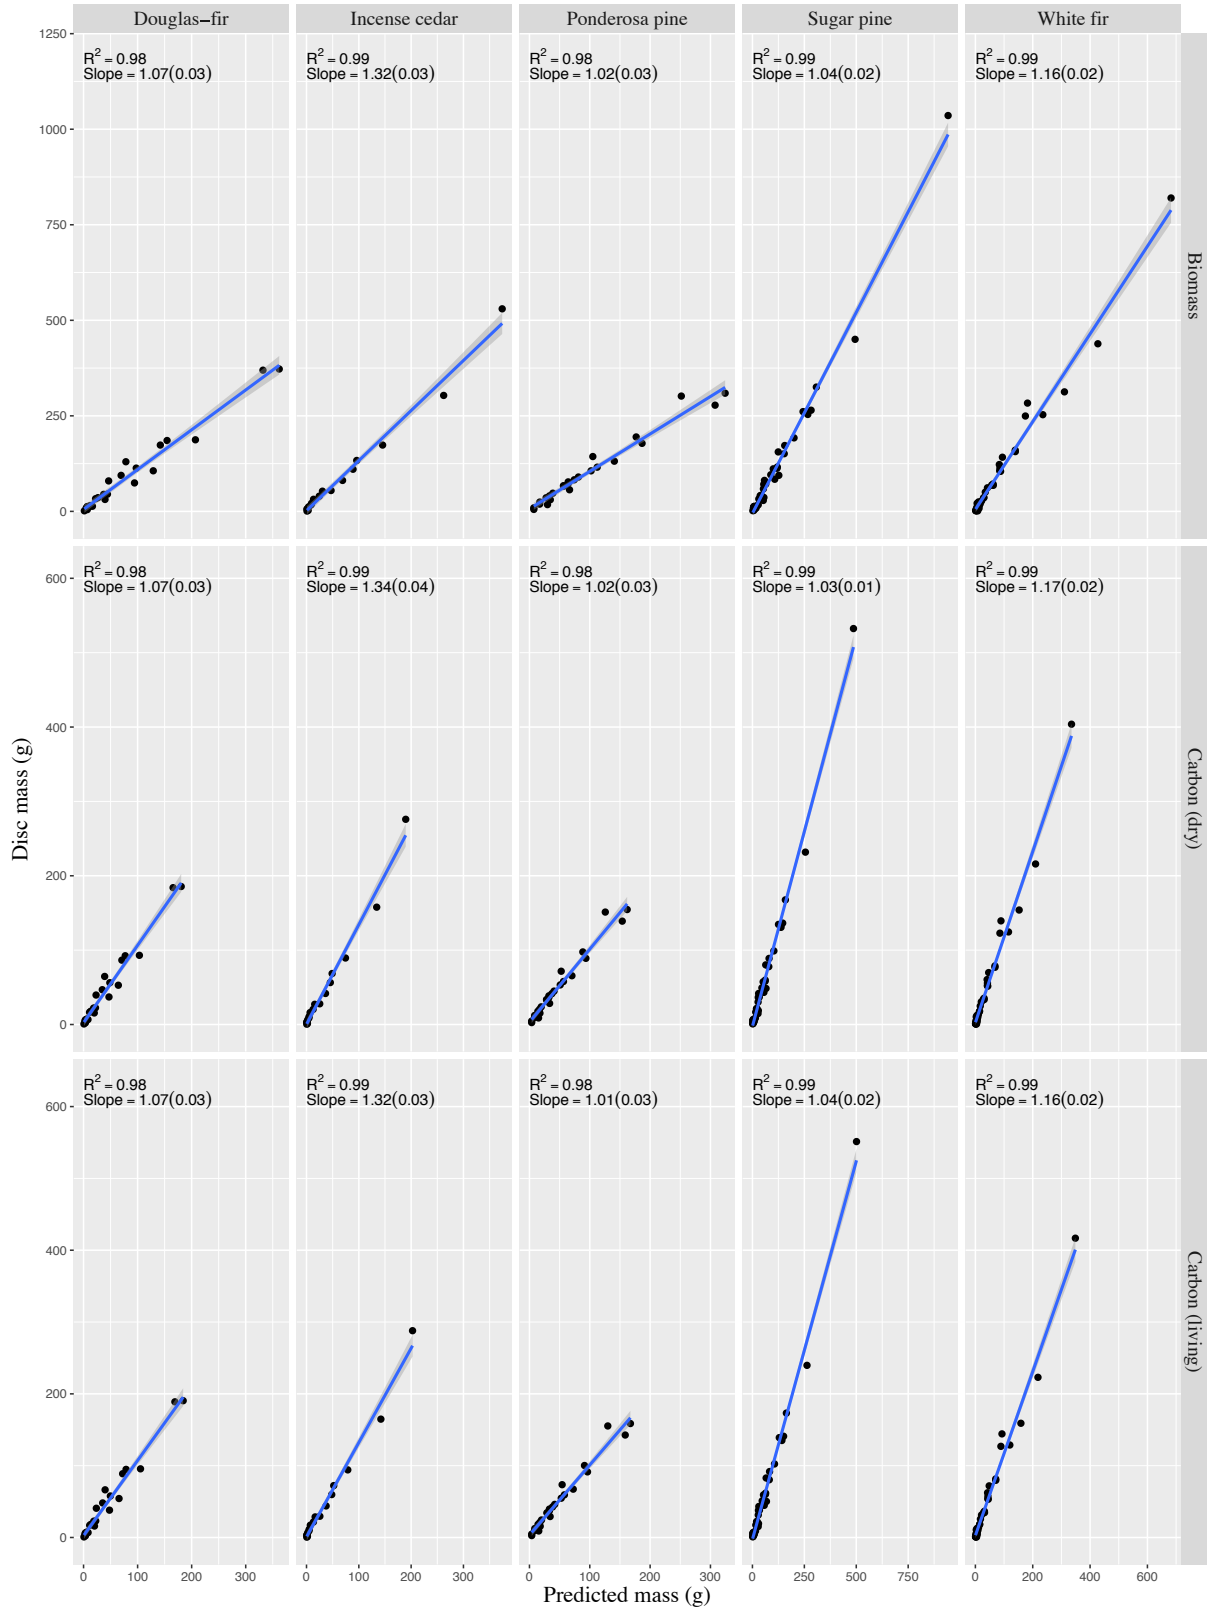 Douglas−fir Incense cedar Ponderosa pine Sugar pine White fir
R² = 0.98 R² = 0.99 R² = 0.98 R² = 0.99 R² = 0.99
Slope = 1.07(0.03) Slope = 1.32(0.03) Slope = 1.02(0.03) Slope = 1.04(0.02) Slope = 1.16(0.02)
1250
1000
750
500
250
0
Biomass
R² = 0.98 R² = 0.99 R² = 0.98 R² = 0.99 R² = 0.99
Slope = 1.07(0.03) Slope = 1.34(0.04) Slope = 1.02(0.03) Slope = 1.03(0.01) Slope = 1.17(0.02)
600
400
200
0
Carbon (dry)
Disc mass (g)
R² = 0.98 R² = 0.99 R² = 0.98 R² = 0.99 R² = 0.99
Slope = 1.07(0.03) Slope = 1.32(0.03) Slope = 1.01(0.03) Slope = 1.04(0.02) Slope = 1.16(0.02)
600
400
200
0
Carbon (living)
0 100 200 300 0 100 200 300 0 100 200 300 0 250 500 750 0 200 400 600
Predicted mass (g)